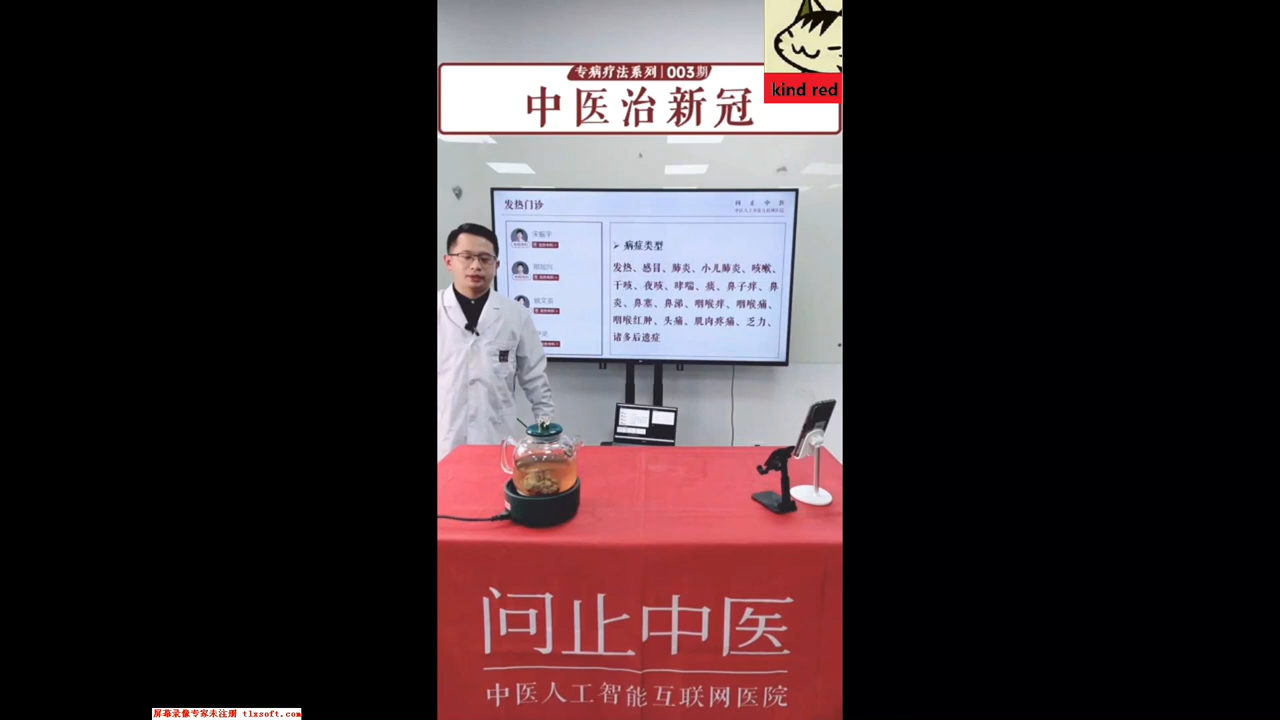 kind red
专病疗法系列|003期
中医治新冠
发热门诊
问止中医
中医人工智能互联网医院
➢ 病症类型
发热、感冒、肺炎、小儿肺炎、咳嗽、
干咳、夜咳、哮喘、痰、鼻子痒、鼻
炎、鼻塞、鼻涕、咽喉痒、咽喉痛、
咽喉红肿、头痛、肌肉疼痛、乏力、
诸多后遗症
问止中医
中医人工智能互联网医院
屏幕录像专家未注册 tlxsoft.com